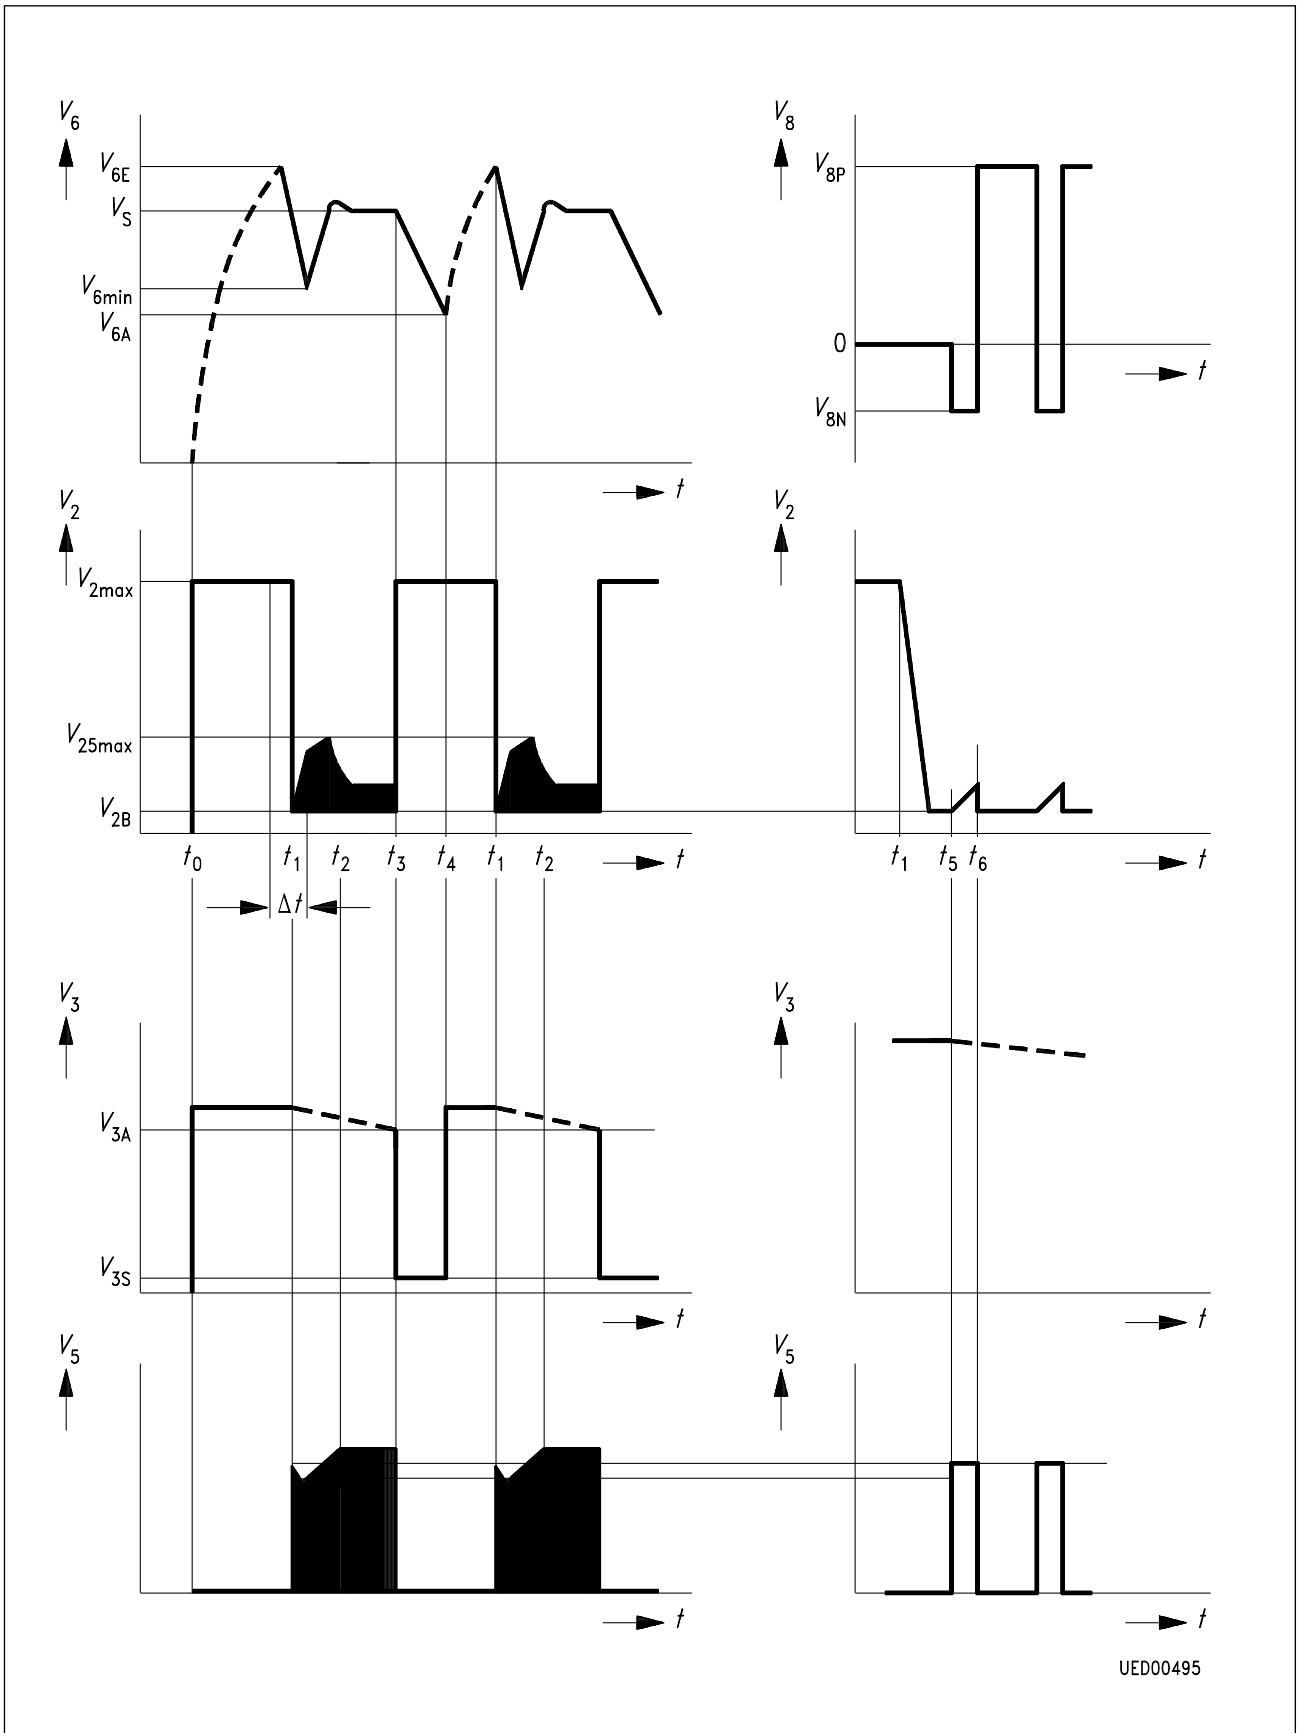 V6
V6E
VS
V6min
V6A
t
V8
V8P
0
V8N
t
V2
V2max
V25max
V2B
t0 t1 t2 t3 t4 t1 t2 t
Δt
V2
t1 t5 t6 t
V3
V3A
V3S
t
V3
t
V5
t
V5
t
UED00495